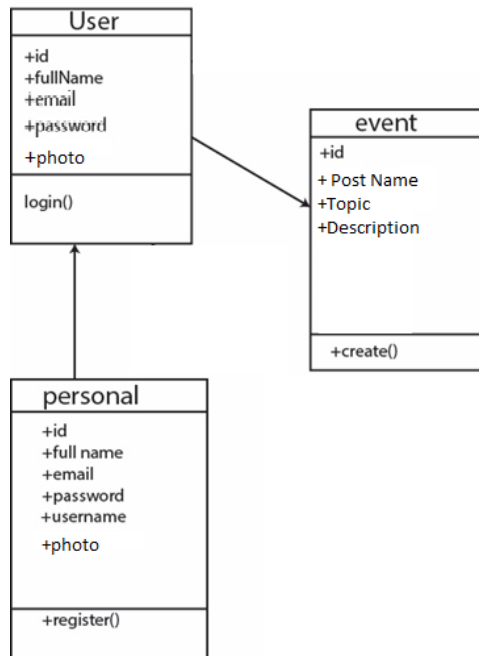 User
+id
+fullName
+email
+password
+photo
login()
event
+id
+ Post Name
+Topic
+Description
+create()
personal
+id
+full name
+email
+password
+username
+photo
+register()